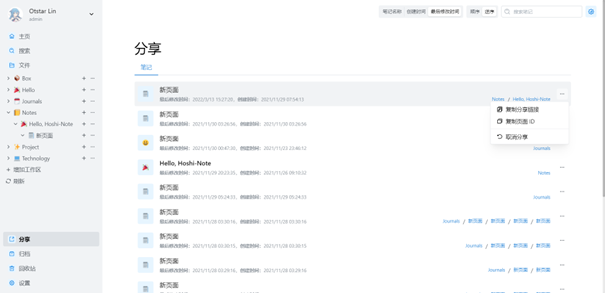 Otstar Lin
admin
主页
搜索
文件
Box
Hello
Journals
Notes
Hello, Hoshi-Note
新页面
Project
Technology
增加工作区
刷新
分享
归档
回收站
设置
笔记名称 创建时间 最后修改时间 顺序 逆序 搜索笔记
分享
笔记
新页面
最后修改时间: 2022/3/13 15:27:20, 创建时间: 2021/11/29 07:54:13
Notes / Hello, Hoshi-Note
复制分享链接
复制页面 ID
取消分享
新页面
最后修改时间: 2021/11/30 03:26:56, 创建时间: 2021/11/30 03:26:56
新页面
最后修改时间: 2021/11/30 00:47:30, 创建时间: 2021/11/23 23:46:12
Journals
Hello, Hoshi-Note
最后修改时间: 2021/11/29 20:23:25, 创建时间: 2021/11/26 09:19:32
Notes
新页面
最后修改时间: 2021/11/29 05:24:33, 创建时间: 2021/11/29 05:24:33
Journals
新页面
最后修改时间: 2021/11/28 03:30:16, 创建时间: 2021/11/28 03:30:16
Journals / 新页面 / 新页面 / 新页面 / 新页面
新页面
最后修改时间: 2021/11/28 03:30:15, 创建时间: 2021/11/28 03:30:15
Journals / 新页面 / 新页面 / 新页面
新页面
最后修改时间: 2021/11/28 03:29:16, 创建时间: 2021/11/28 03:29:16
Journals / 新页面 / 新页面
新页面